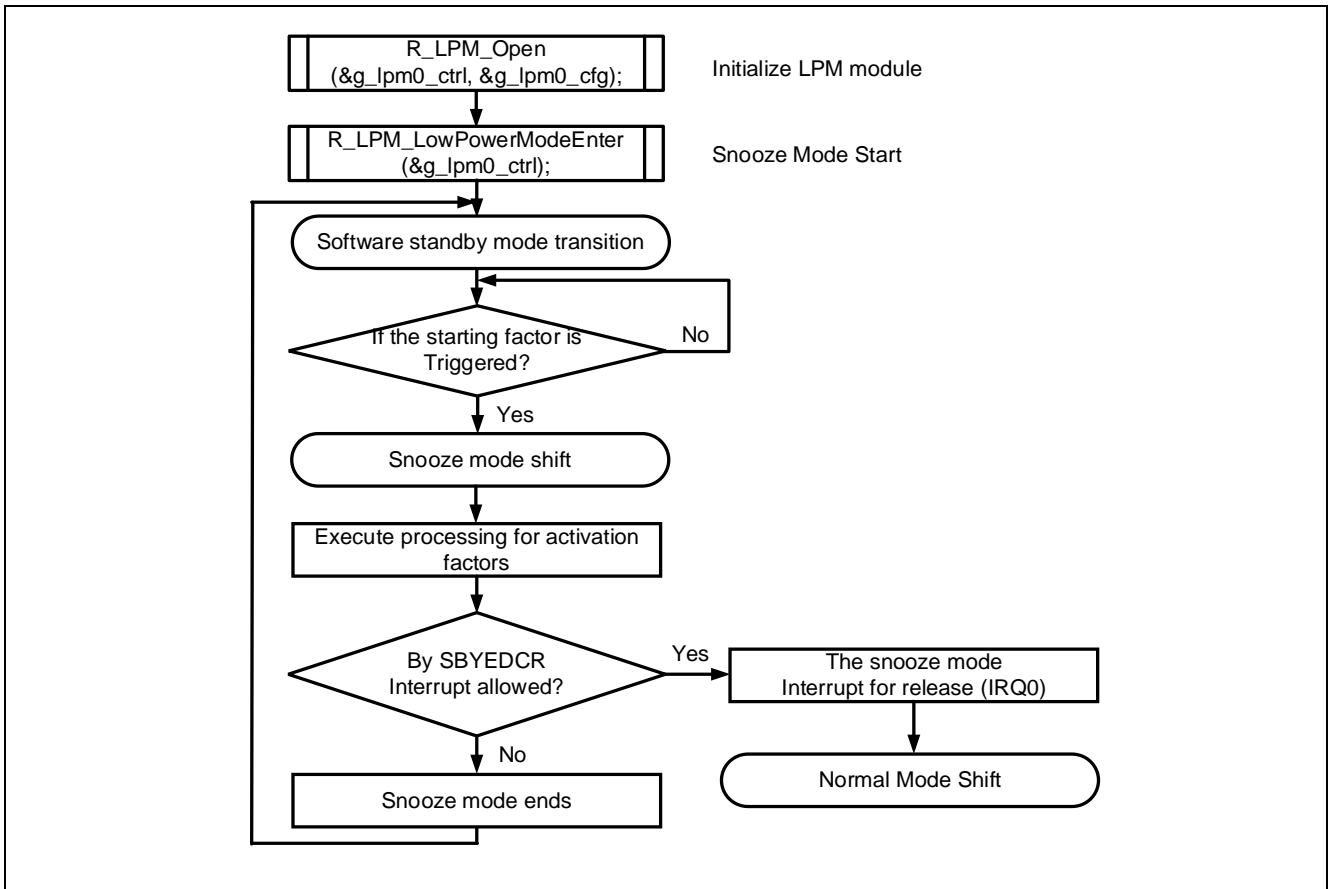 R_LPM_Open
(&g_lpm0_ctrl, &g_lpm0_cfg);
Initialize LPM module
R_LPM_LowPowerModeEnter
(&g_lpm0_ctrl);
Snooze Mode Start
Software standby mode transition
If the starting factor is
Triggered?
No
Yes
Snooze mode shift
Execute processing for activation
factors
By SBYEDCR
Interrupt allowed?
Yes
The snooze mode
Interrupt for release (IRQ0)
No
Normal Mode Shift
Snooze mode ends